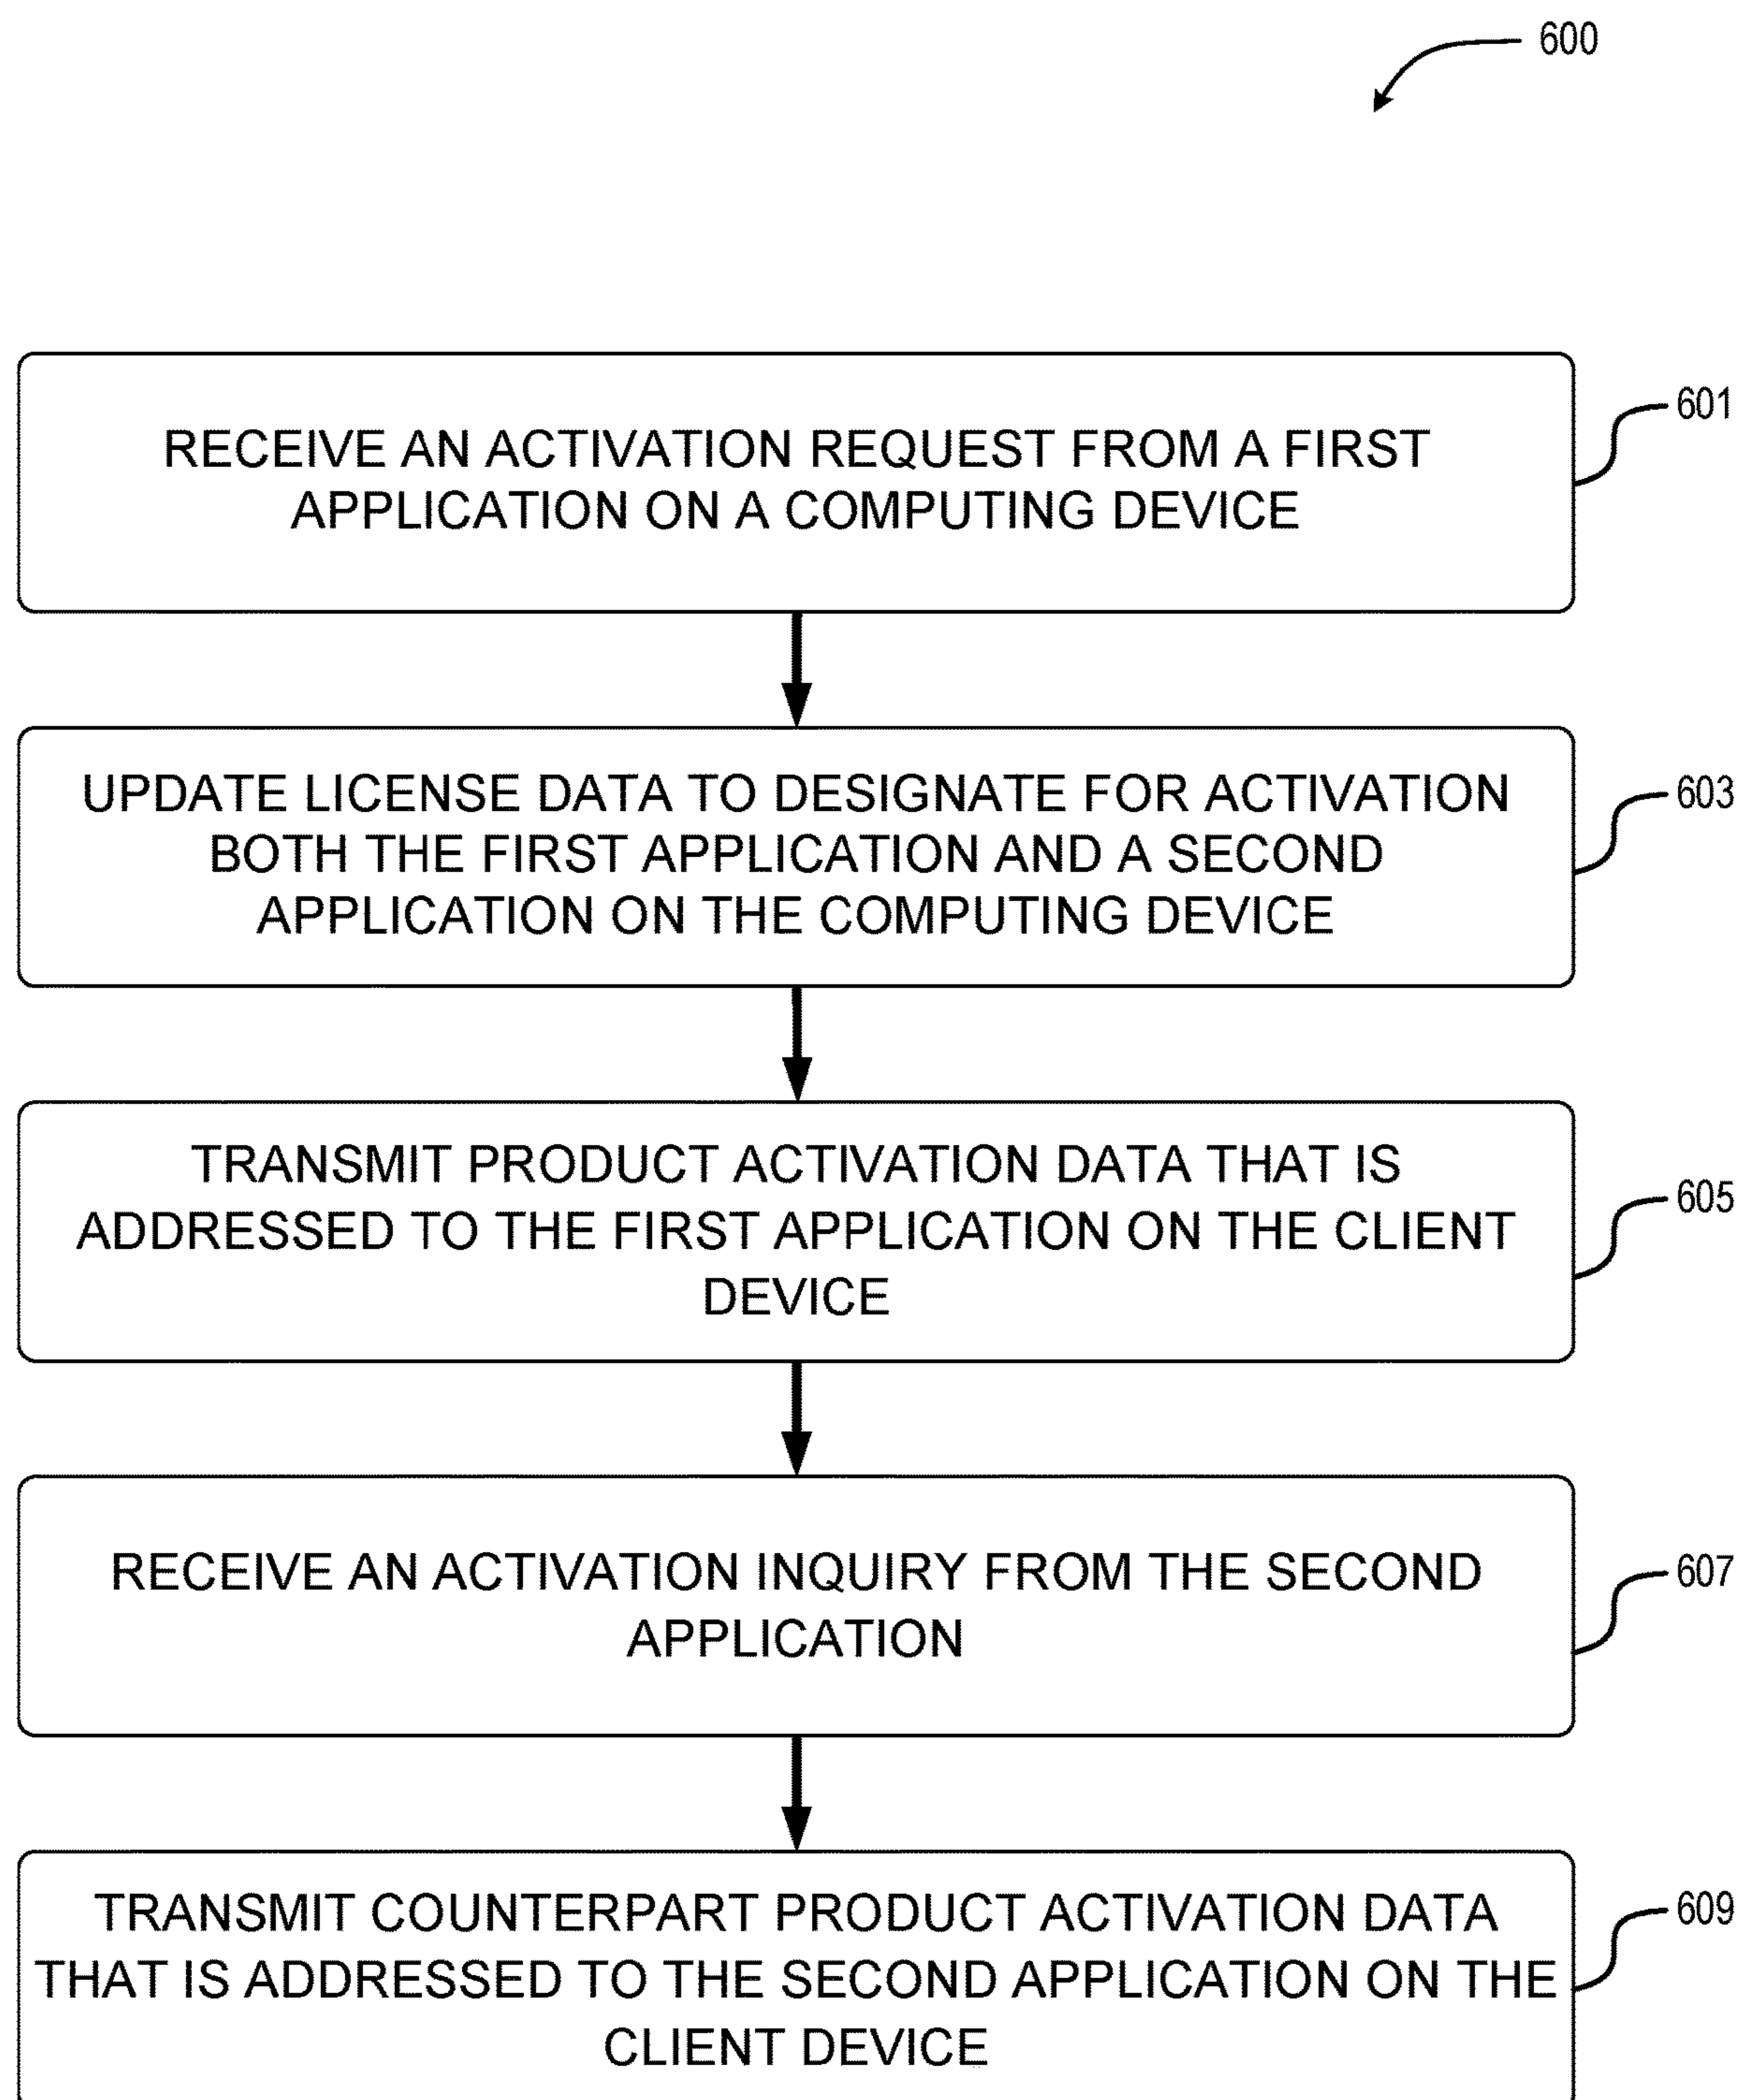 600
RECEIVE AN ACTIVATION REQUEST FROM A FIRST
APPLICATION ON A COMPUTING DEVICE
601
UPDATE LICENSE DATA TO DESIGNATE FOR ACTIVATION
BOTH THE FIRST APPLICATION AND A SECOND
APPLICATION ON THE COMPUTING DEVICE
603
TRANSMIT PRODUCT ACTIVATION DATA THAT IS
ADDRESSED TO THE FIRST APPLICATION ON THE CLIENT
DEVICE
605
RECEIVE AN ACTIVATION INQUIRY FROM THE SECOND
APPLICATION
607
TRANSMIT COUNTERPART PRODUCT ACTIVATION DATA
THAT IS ADDRESSED TO THE SECOND APPLICATION ON THE
CLIENT DEVICE
609